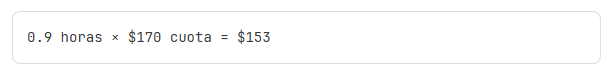 0.9 horas × $170 cuota = $153